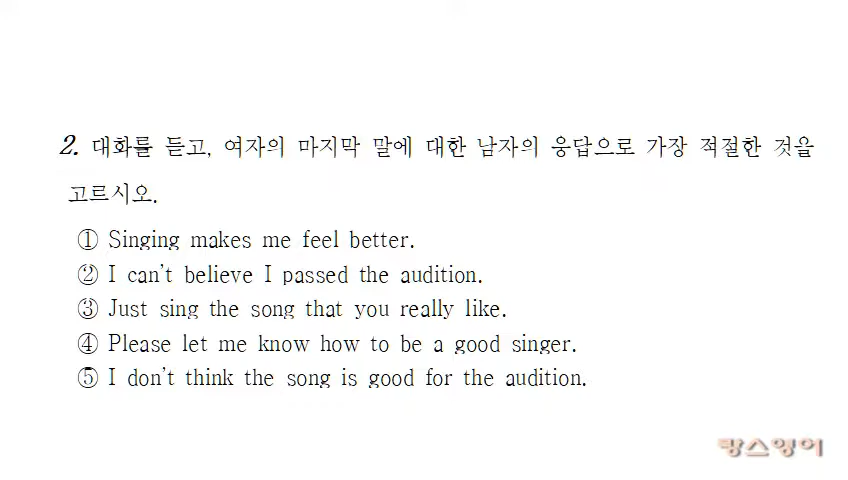 2. 대화를 듣고, 여자의 마지막 말에 대한 남자의 응답으로 가장 적절한 것을
고르시오.
① Singing makes me feel better.
② I can't believe I passed the audition.
③ Just sing the song that you really like.
④ Please let me know how to be a good singer.
⑤ I don't think the song is good for the audition.
팡스영어